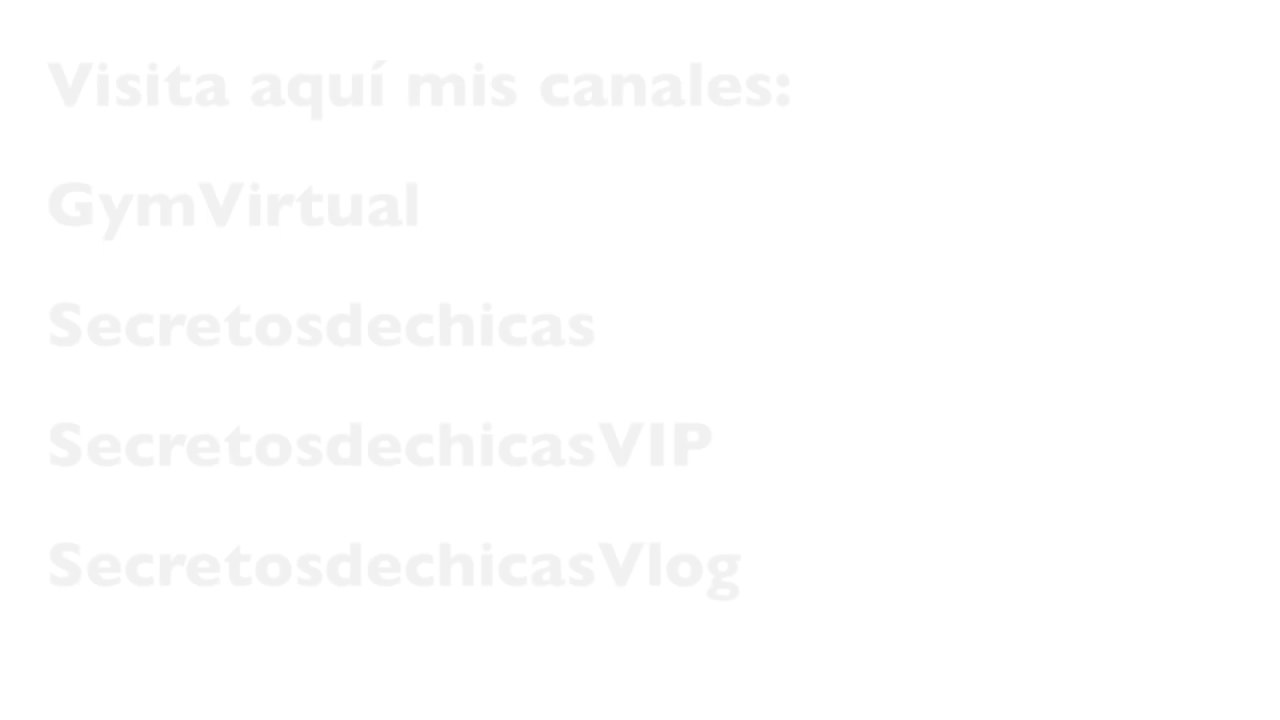 Visita aquí mis canales:
GymVirtual
Secretosdechicas
SecretosdechicasVIP
SecretosdechicasVlog